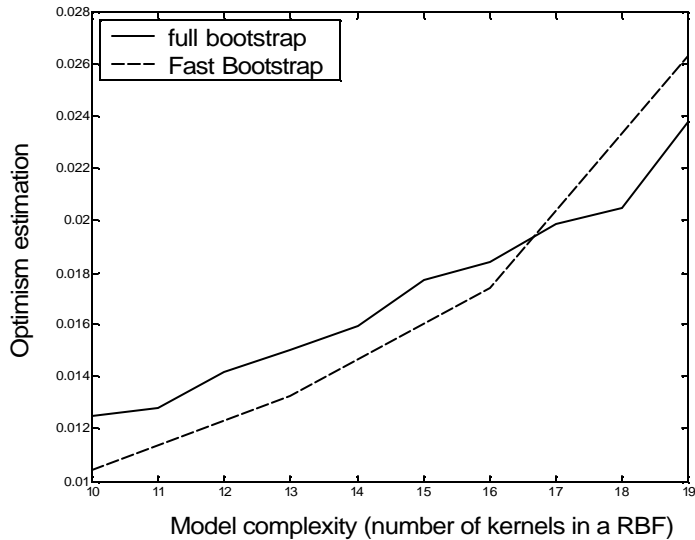 0.028
full bootstrap
Fast Bootstrap
0.026
0.024
0.022
0.02
0.018
0.016
0.014
0.012
0.01
Optimism estimation
10 11 12 13 14 15 16 17 18 19
Model complexity (number of kernels in a RBF)